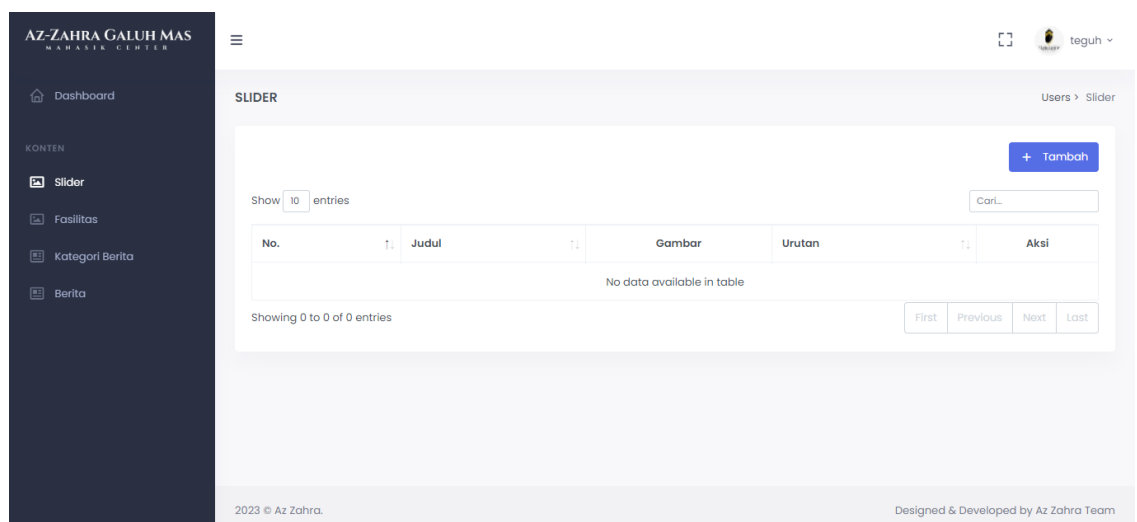 AZ-ZAHRA GALUH MAS
MANASIK CENTER
teguh
Dashboard
SLIDER
Users > Slider
KONTEN
+ Tambah
Slider
Show 10 entries
Cari...
Fasilitas
No. Judul Gambar Urutan Aksi
Kategori Berita
No data available in table
Berita
Showing 0 to 0 of 0 entries
First Previous Next Last
2023 © Az Zahra.
Designed & Developed by Az Zahra Team